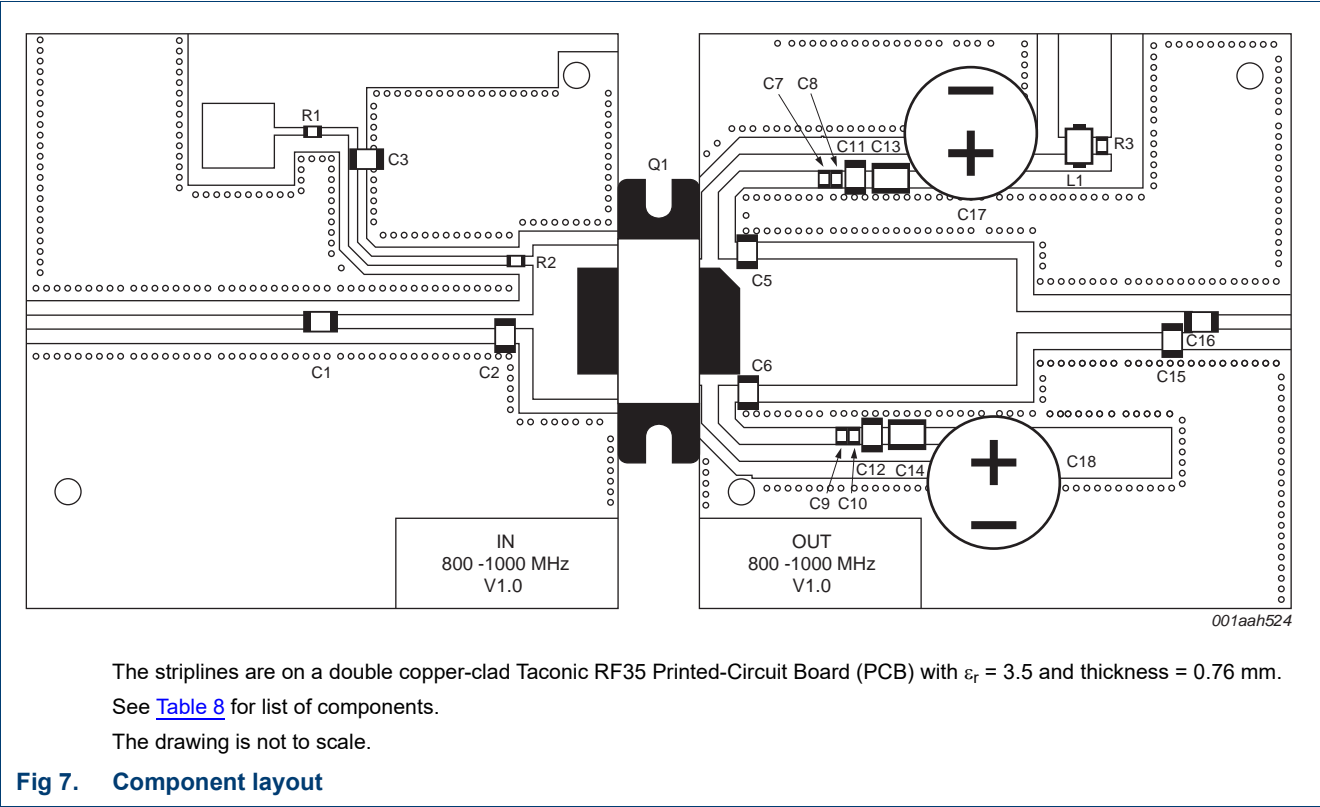 C7 C8
R1
C11 C13
R3
C3
Q1
L1
C17
R2
C5
C16
C6
C1
C2
C15
C18
C12 C14
C9 C10
IN
800 -1000 MHz
V1.0
OUT
800 -1000 MHz
V1.0
001aah524
The striplines are on a double copper-clad Taconic RF35 Printed-Circuit Board (PCB) with εr = 3.5 and thickness = 0.76 mm.
See Table 8 for list of components.
The drawing is not to scale.
Fig 7. Component layout